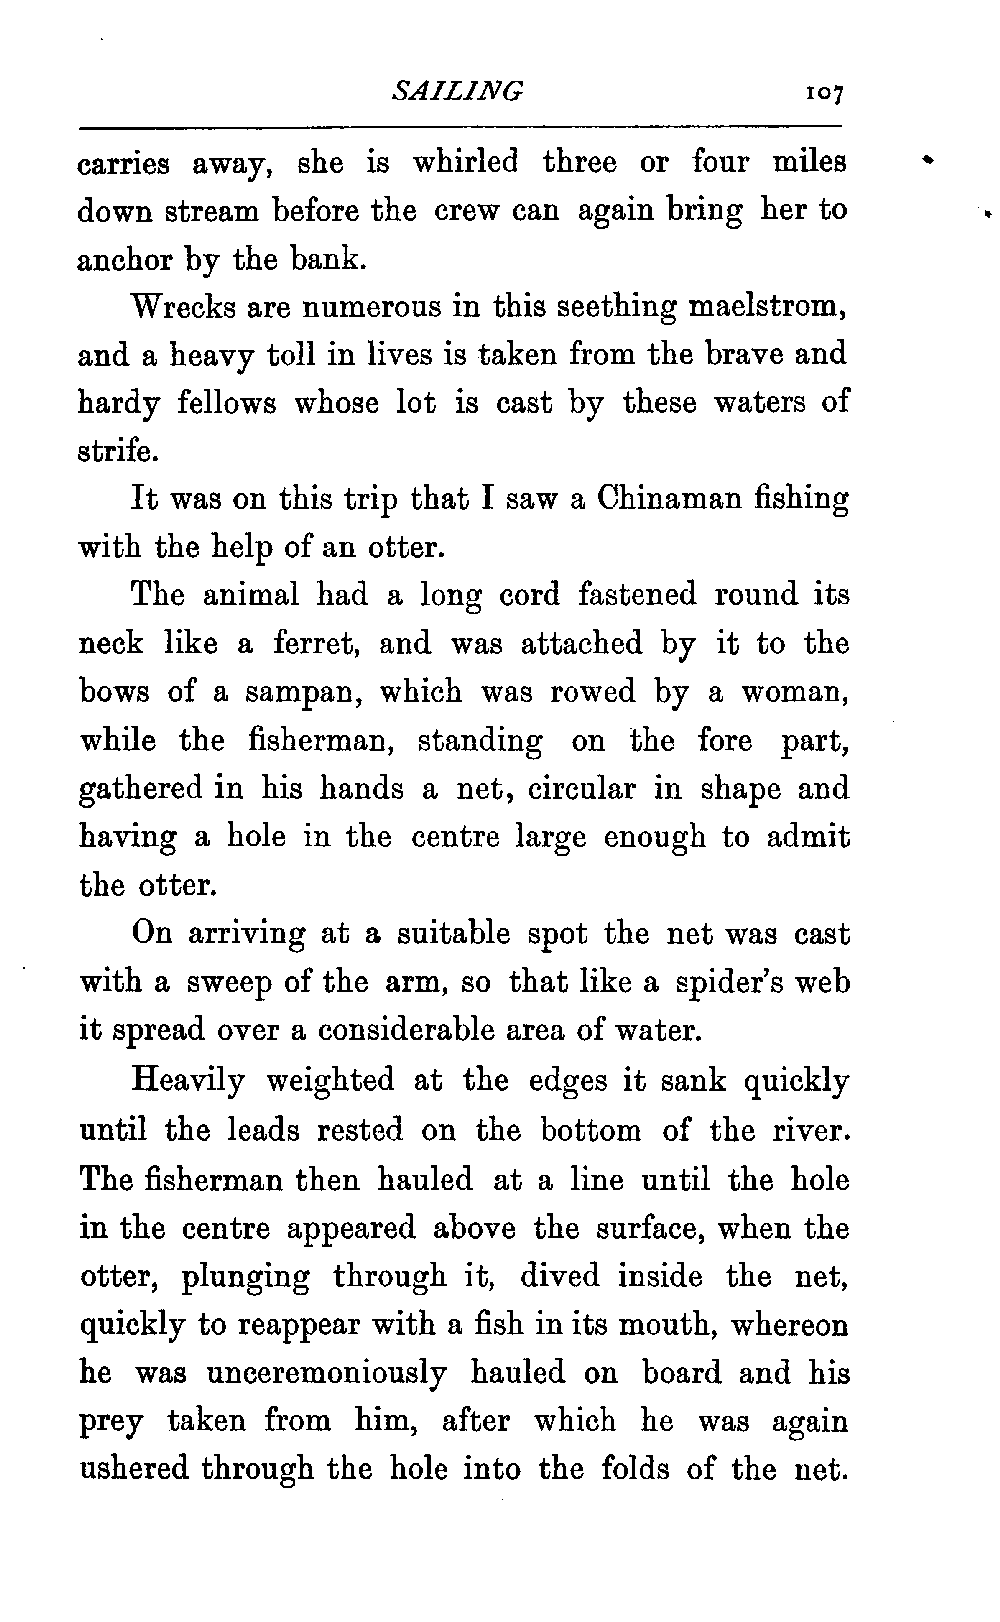 SAILING 107
carries away, she is whirled three or four miles
down stream before the crew can again bring her to
anchor by the bank.
Wrecks are numerous in this seething maelstrom,
and a heavy toll in lives is taken from the brave and
hardy fellows whose lot is cast by these waters of
strife.
It was on this trip that I saw a Chinaman fishing
with the help of an otter.
The animal had a long cord fastened round its
neck like a ferret, and was attached by it to the
bows of a sampan, which was rowed by a woman,
while the fisherman, standing on the fore part,
gathered in his hands a net, circular in shape and
having a hole in the centre large enough to admit
the otter.
On arriving at a suitable spot the net was cast
with a sweep of the arm, so that like a spider's web
it spread over a considerable area of water.
Heavily weighted at the edges it sank quickly
until the leads rested on the bottom of the river.
The fisherman then hauled at a line until the hole
in the centre appeared above the surface, when the
otter, plunging through it, dived inside the net,
quickly to reappear with a fish in its mouth, whereon
he was unceremoniously hauled on board and his
prey taken from him, after which he was again
ushered through the hole into the folds of the net.